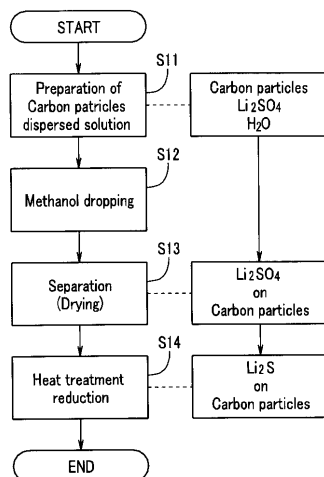 START
S11
Preparation of
Carbon patricles
dispersed solution
Carbon particles
Li2SO4
H2O
S12
Methanol dropping
S13
Separation
(Drying)
Li2SO4
on
Carbon particles
S14
Heat treatment
reduction
Li2S
on
Carbon particles
END